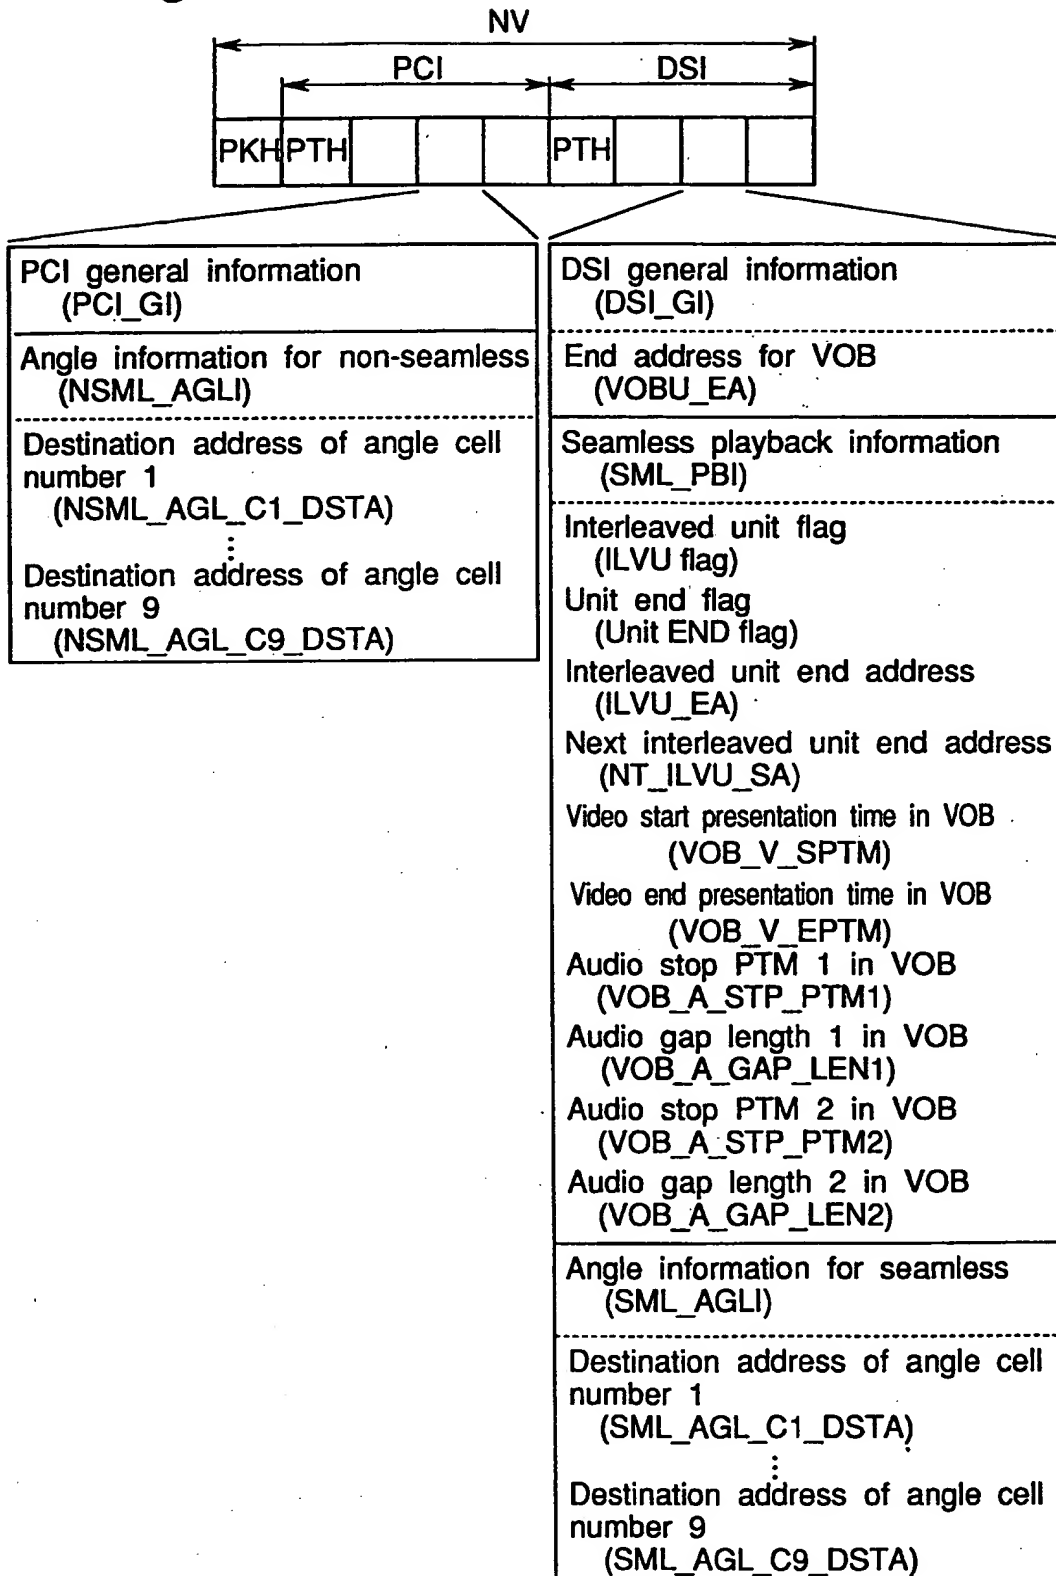 NV
PCI
DSI
PKH
PTH
PTH
PCI general information
(PCI_GI)
Angle information for non-seamless
(NSML_AGLI)
Destination address of angle cell
number 1
(NSML_AGL_C1_DSTA)
⋮
Destination address of angle cell
number 9
(NSML_AGL_C9_DSTA)
DSI general information
(DSI_GI)
End address for VOB
(VOBU_EA)
Seamless playback information
(SML_PBI)
Interleaved unit flag
(ILVU flag)
Unit end flag
(Unit END flag)
Interleaved unit end address
(ILVU_EA)
Next interleaved unit end address
(NT_ILVU_SA)
Video start presentation time in VOB
(VOB_V_SPTM)
Video end presentation time in VOB
(VOB_V_EPTM)
Audio stop PTM 1 in VOB
(VOB_A_STP_PTM1)
Audio gap length 1 in VOB
(VOB_A_GAP_LEN1)
Audio stop PTM 2 in VOB
(VOB_A_STP_PTM2)
Audio gap length 2 in VOB
(VOB_A_GAP_LEN2)
Angle information for seamless
(SML_AGLI)
Destination address of angle cell
number 1
(SML_AGL_C1_DSTA)
⋮
Destination address of angle cell
number 9
(SML_AGL_C9_DSTA)